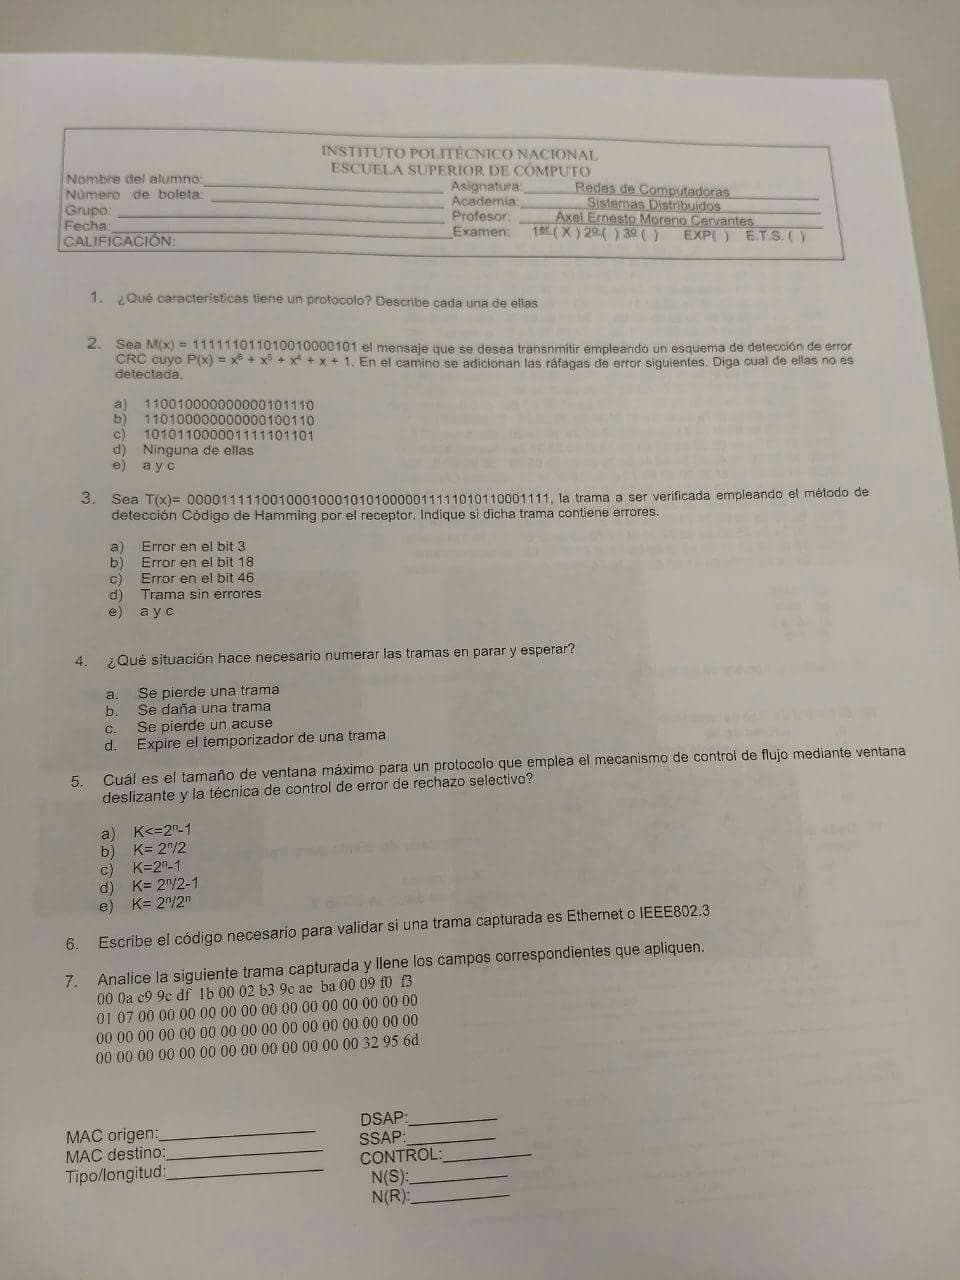 INSTITUTO POLITÉCNICO NACIONAL
ESCUELA SUPERIOR DE CÓMPUTO
Nombre del alumno:
Número de boleta:
Grupo:
Fecha:
CALIFICACIÓN:
Asignatura: Redes de Computadoras
Academia: Sistemas Distribuidos
Profesor: Axel Ernesto Moreno Cervantes
Examen: 1er ( X ) 2º ( ) 3º ( ) EXP( ) E.T.S. ( )
1. ¿Qué características tiene un protocolo? Describe cada una de ellas
2. Sea M(x) = 111111011010010000101 el mensaje que se desea transnmitir empleando un esquema de detección de error
CRC cuyo P(x) = x⁶ + x⁵ + x⁴ + x + 1. En el camino se adicionan las ráfagas de error siguientes. Diga cual de ellas no es
detectada.
a) 110010000000000101110
b) 110100000000000100110
c) 101011000001111101101
d) Ninguna de ellas
e) a y c
3. Sea T(x)= 0000111110010001000101010000011111010110001111, la trama a ser verificada empleando el método de
detección Código de Hamming por el receptor. Indique si dicha trama contiene errores.
a) Error en el bit 3
b) Error en el bit 18
c) Error en el bit 46
d) Trama sin errores
e) a y c
4. ¿Qué situación hace necesario numerar las tramas en parar y esperar?
a. Se pierde una trama
b. Se daña una trama
c. Se pierde un acuse
d. Expire el temporizador de una trama
5. Cuál es el tamaño de ventana máximo para un protocolo que emplea el mecanismo de control de flujo mediante ventana
deslizante y la técnica de control de error de rechazo selectivo?
a) K<=2ⁿ-1
b) K= 2ⁿ/2
c) K=2ⁿ-1
d) K= 2ⁿ/2-1
e) K= 2ⁿ/2ⁿ
6. Escribe el código necesario para validar si una trama capturada es Ethernet o IEEE802.3
7. Analice la siguiente trama capturada y llene los campos correspondientes que apliquen.
00 0a c9 9c df 1b 00 02 b3 9c ae ba 00 09 f0 f3
01 07 00 00 00 00 00 00 00 00 00 00 00 00 00 00
00 00 00 00 00 00 00 00 00 00 00 00 00 00 00 00
00 00 00 00 00 00 00 00 00 00 00 00 00 32 95 6d
MAC origen:
MAC destino:
Tipo/longitud:
DSAP:
SSAP:
CONTROL:
N(S):
N(R):